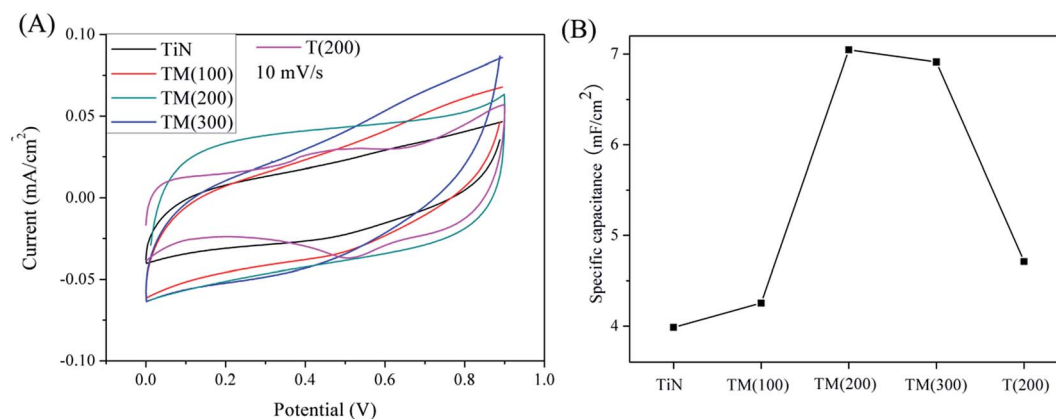 (A)
0.10
0.05
0.00
-0.05
-0.10
Current (mA/cm²)
TiN
TM(100)
TM(200)
TM(300)
T(200)
10 mV/s
0.0 0.2 0.4 0.6 0.8 1.0
Potential (V)
(B)
7
6
5
4
Specific capacitance (mF/cm²)
TiN TM(100) TM(200) TM(300) T(200)